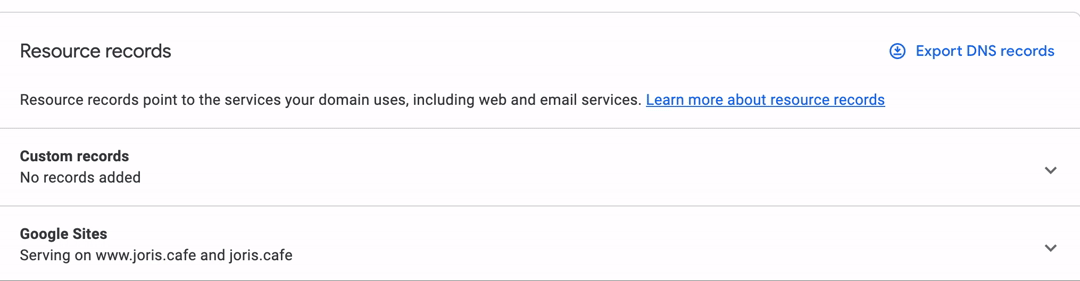 Resource records
Export DNS records
Resource records point to the services your domain uses, including web and email services. Learn more about resource records
Custom records
No records added
Google Sites
Serving on www.joris.cafe and joris.cafe